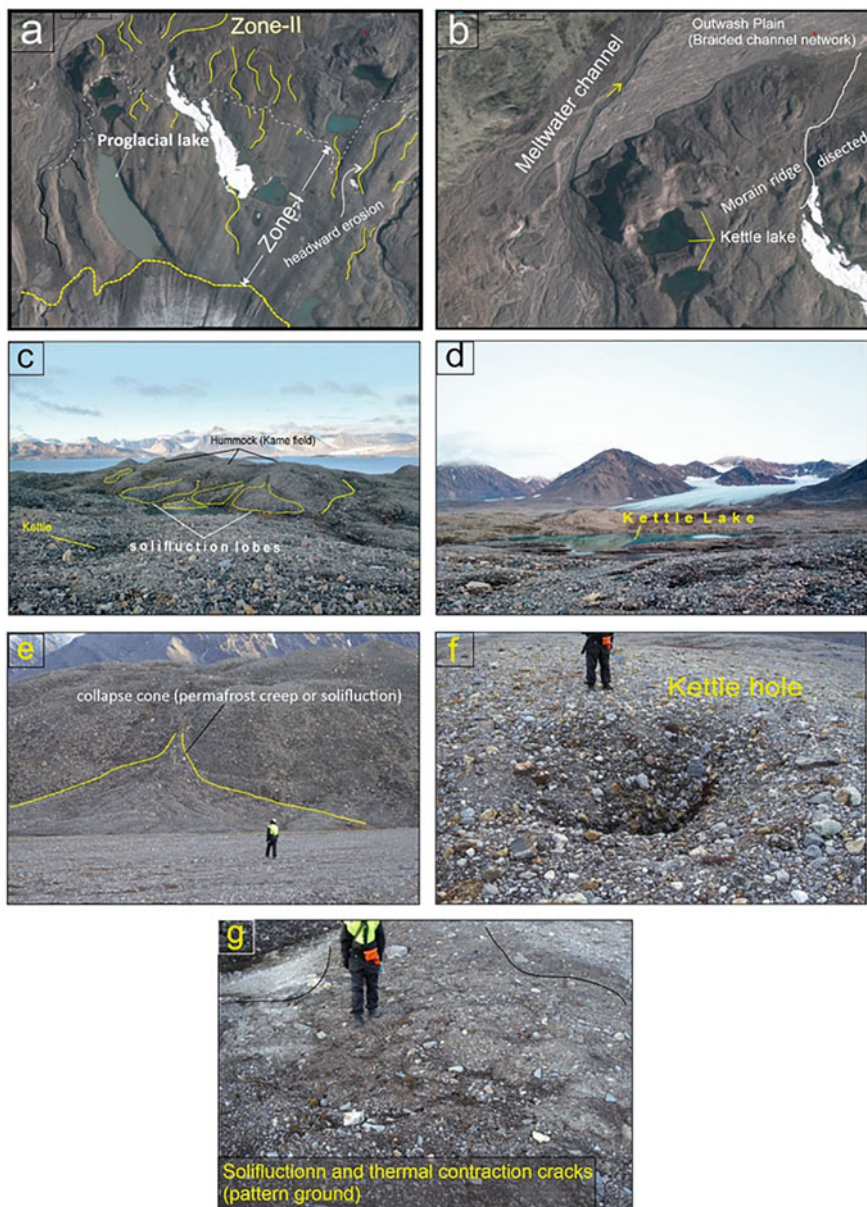 a
Zone-II
Proglacial lake
Zone-I
headward erosion
b
Outwash Plain
(Braided channel network)
Meltwater channel
Morain ridge
disected
Kettle lake
c
Hummock (Kame field)
Kettle
solifluction lobes
d
Kettle Lake
e
collapse cone (permafrost creep or solifluction)
f
Kettle hole
g
Solifluctionn and thermal contraction cracks
(pattern ground)